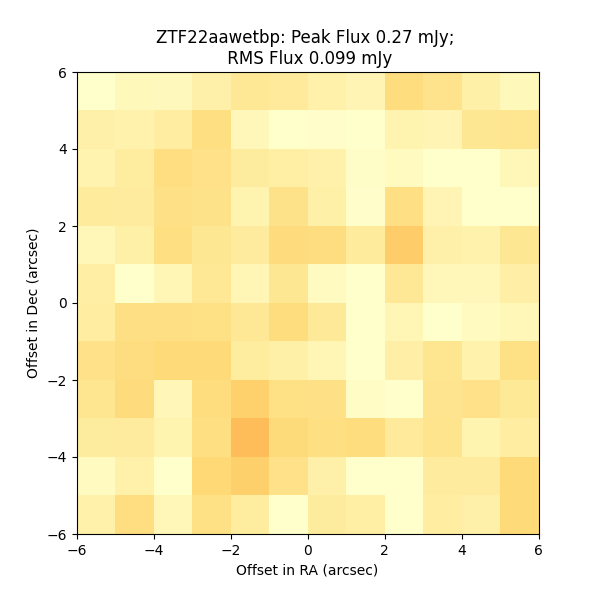 ZTF22aawetbp: Peak Flux 0.27 mJy;
RMS Flux 0.099 mJy
6
4
2
0
−2
−4
−6
Offset in Dec (arcsec)
−6 −4 −2 0 2 4 6
Offset in RA (arcsec)